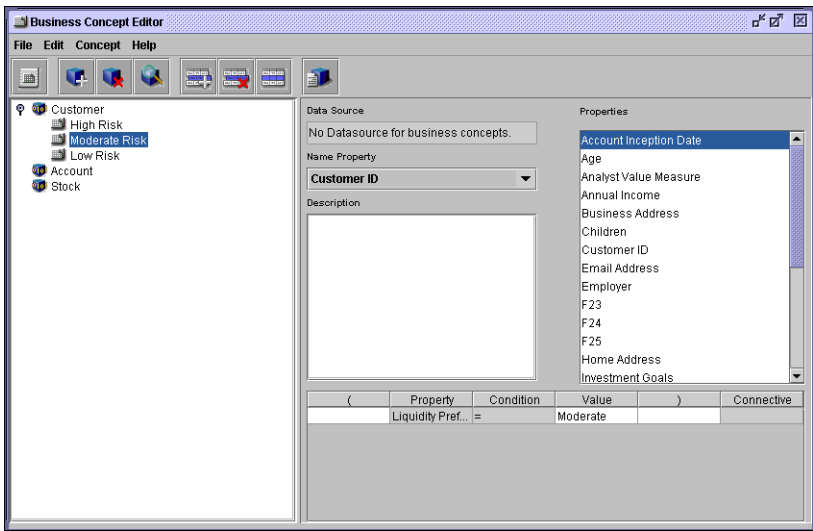 Business Concept Editor
File Edit Concept Help
Customer
High Risk
Moderate Risk
Low Risk
Account
Stock
Data Source
No Datasource for business concepts.
Name Property
Customer ID
Description
Properties
Account Inception Date
Age
Analyst Value Measure
Annual Income
Business Address
Children
Customer ID
Email Address
Employer
F23
F24
F25
Home Address
Investment Goals
( Property Condition Value ) Connective
Liquidity Pref... = Moderate